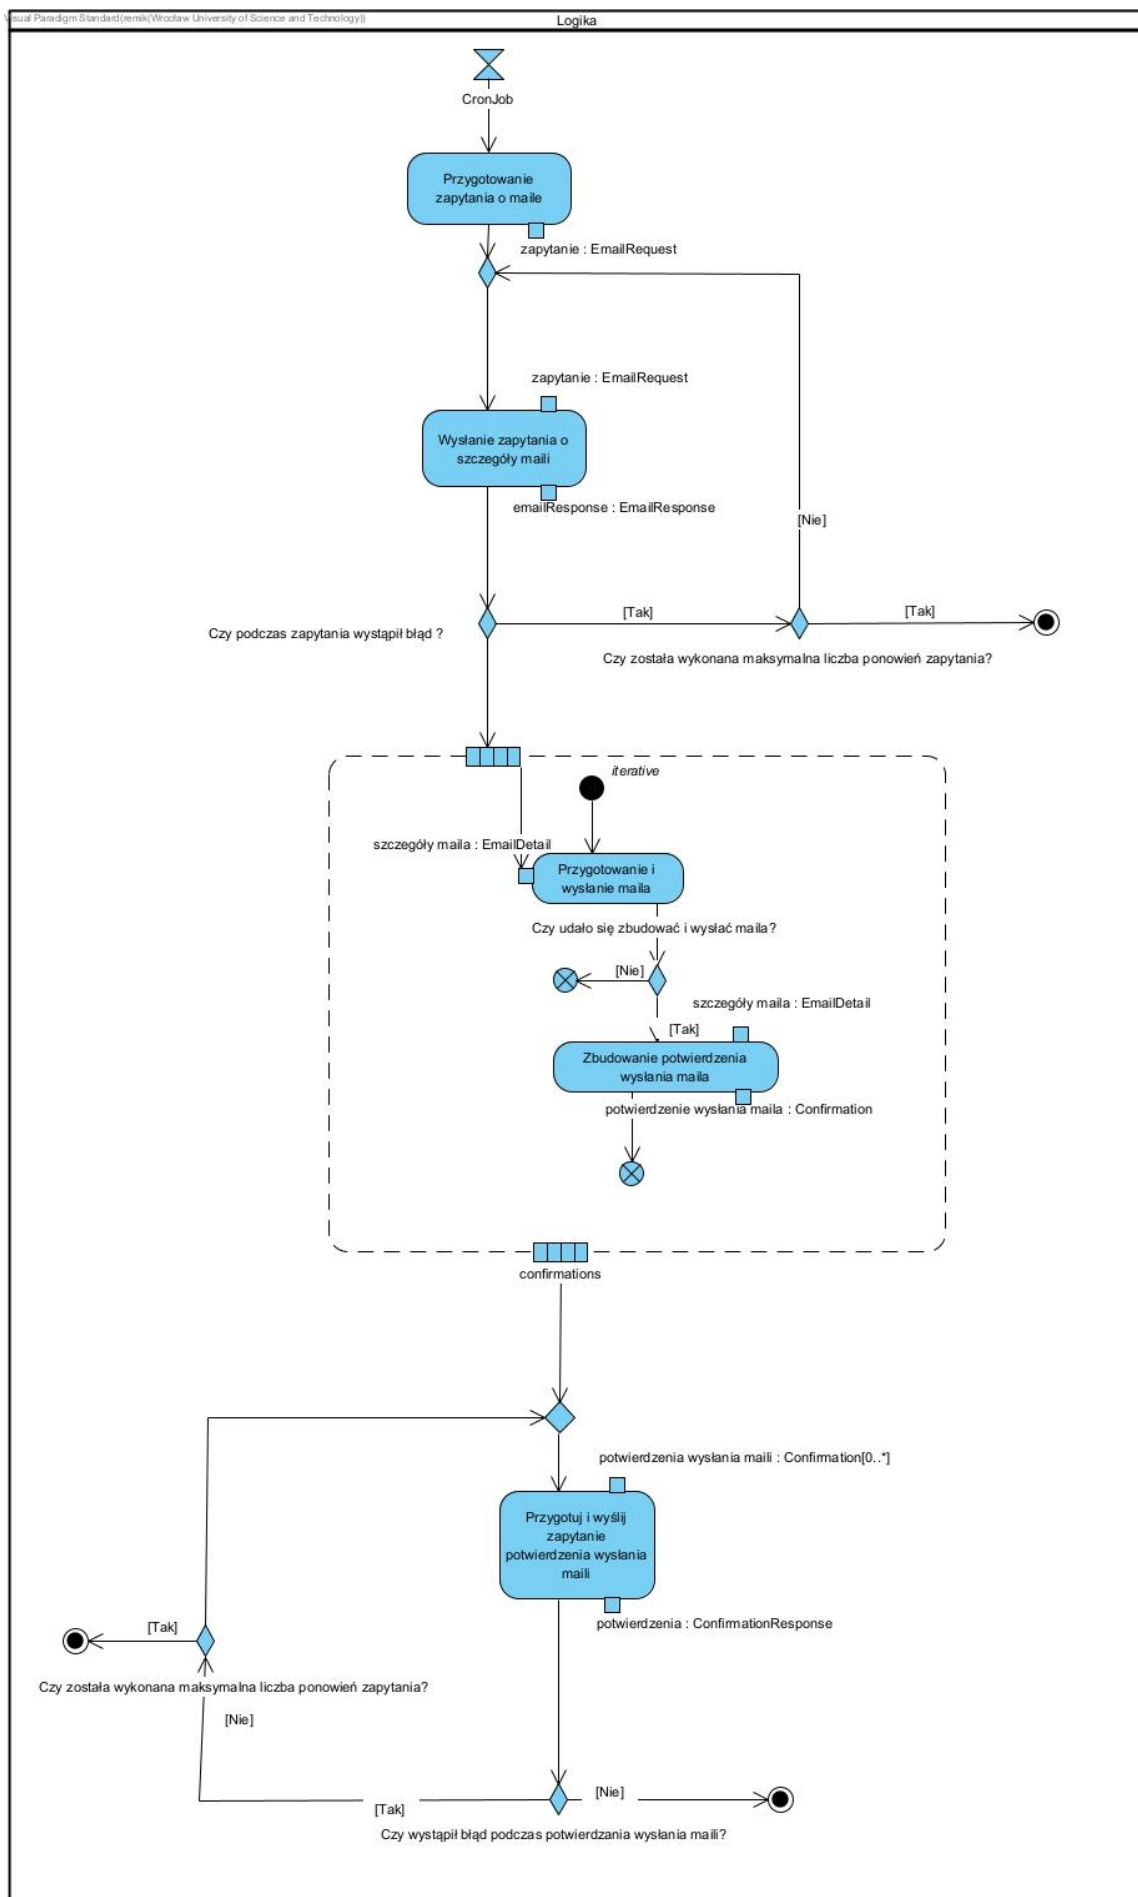 Visual Paradigm Standard(remik(Wrocław University of Science and Technology))
Logika
CronJob
Przygotowanie
zapytania o maile
zapytanie : EmailRequest
zapytanie : EmailRequest
Wysłanie zapytania o
szczegóły maili
emailResponse : EmailResponse
[Nie]
[Tak]
[Tak]
Czy podczas zapytania wystąpił błąd ?
Czy została wykonana maksymalna liczba ponowień zapytania?
iterative
szczegóły maila : EmailDetail
Przygotowanie i
wysłanie maila
Czy udało się zbudować i wysłać maila?
[Nie]
szczegóły maila : EmailDetail
[Tak]
Zbudowanie potwierdzenia
wysłania maila
potwierdzenie wysłania maila : Confirmation
confirmations
potwierdzenia wysłania maili : Confirmation[0..*]
Przygotuj i wyślij
zapytanie
potwierdzenia wysłania
maili
potwierdzenia : ConfirmationResponse
[Tak]
Czy została wykonana maksymalna liczba ponowień zapytania?
[Nie]
[Nie]
[Tak]
Czy wystąpił błąd podczas potwierdzania wysłania maili?